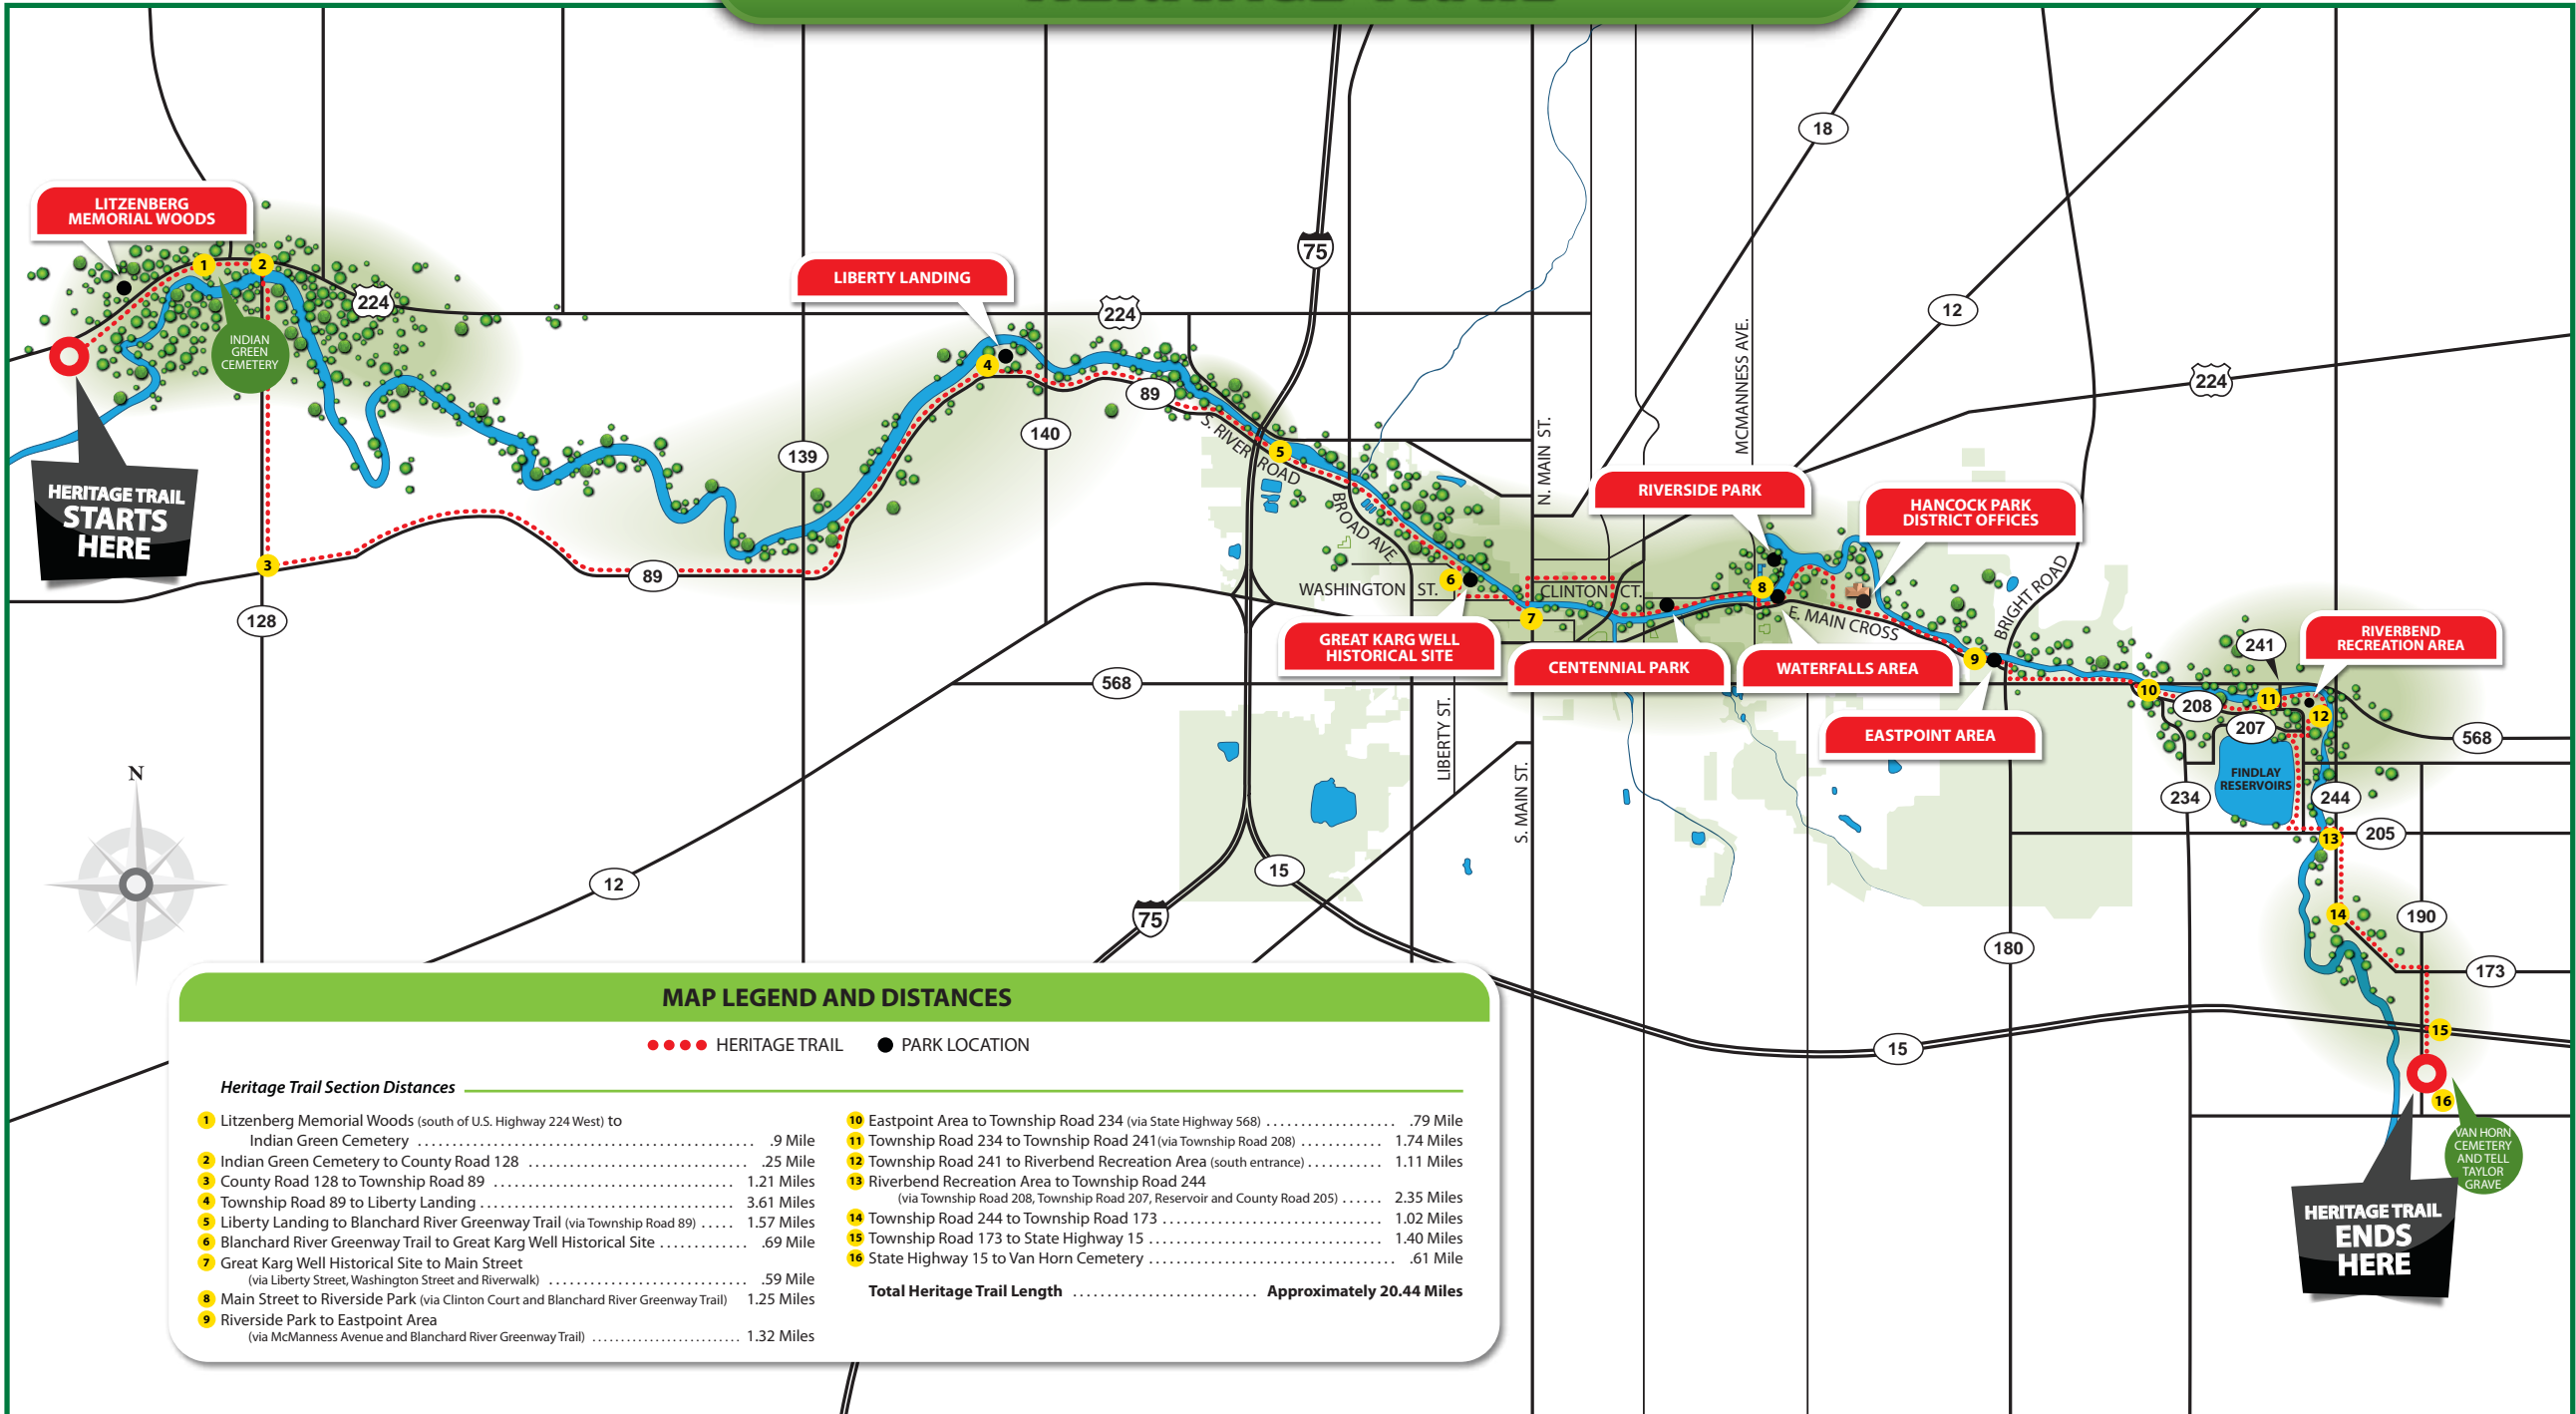 LITZENBERG
MEMORIAL WOODS
1
2
224
INDIAN
GREEN
CEMETERY
HERITAGE TRAIL
STARTS
HERE
3
128
89
139
LIBERTY LANDING
4
140
224
89
75
S. RIVER ROAD
5
BROAD AVE.
WASHINGTON ST.
6
GREAT KARG WELL
HISTORICAL SITE
7
N. MAIN ST.
CLINTON CT.
CENTENNIAL PARK
MCMANNESS AVE.
18
12
224
RIVERSIDE PARK
HANCOCK PARK
DISTRICT OFFICES
8
E. MAIN CROSS
WATERFALLS AREA
BRIGHT ROAD
9
EASTPOINT AREA
10
208
241
11
12
207
RIVERBEND
RECREATION AREA
568
FINDLAY
RESERVOIRS
234
244
13
205
14
190
173
180
15
15
16
VAN HORN
CEMETERY
AND TELL
TAYLOR
GRAVE
HERITAGE TRAIL
ENDS
HERE
568
LIBERTY ST.
S. MAIN ST.
15
75
12
N
MAP LEGEND AND DISTANCES
HERITAGE TRAIL
PARK LOCATION
Heritage Trail Section Distances
1 Litzenberg Memorial Woods (south of U.S. Highway 224 West) to
Indian Green Cemetery .9 Mile
2 Indian Green Cemetery to County Road 128 .25 Mile
3 County Road 128 to Township Road 89 1.21 Miles
4 Township Road 89 to Liberty Landing 3.61 Miles
5 Liberty Landing to Blanchard River Greenway Trail (via Township Road 89) 1.57 Miles
6 Blanchard River Greenway Trail to Great Karg Well Historical Site .69 Mile
7 Great Karg Well Historical Site to Main Street
(via Liberty Street, Washington Street and Riverwalk) .59 Mile
8 Main Street to Riverside Park (via Clinton Court and Blanchard River Greenway Trail) 1.25 Miles
9 Riverside Park to Eastpoint Area
(via McManness Avenue and Blanchard River Greenway Trail) 1.32 Miles
10 Eastpoint Area to Township Road 234 (via State Highway 568) .79 Mile
11 Township Road 234 to Township Road 241(via Township Road 208) 1.74 Miles
12 Township Road 241 to Riverbend Recreation Area (south entrance) 1.11 Miles
13 Riverbend Recreation Area to Township Road 244
(via Township Road 208, Township Road 207, Reservoir and County Road 205) 2.35 Miles
14 Township Road 244 to Township Road 173 1.02 Miles
15 Township Road 173 to State Highway 15 1.40 Miles
16 State Highway 15 to Van Horn Cemetery .61 Mile
Total Heritage Trail Length Approximately 20.44 Miles